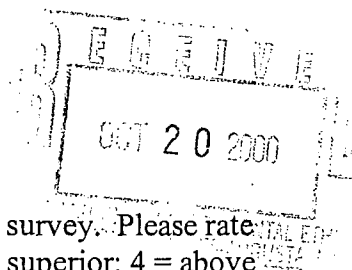 RECEIVE
OCT 20 2000
survey. Please rate
superior; 4 = above